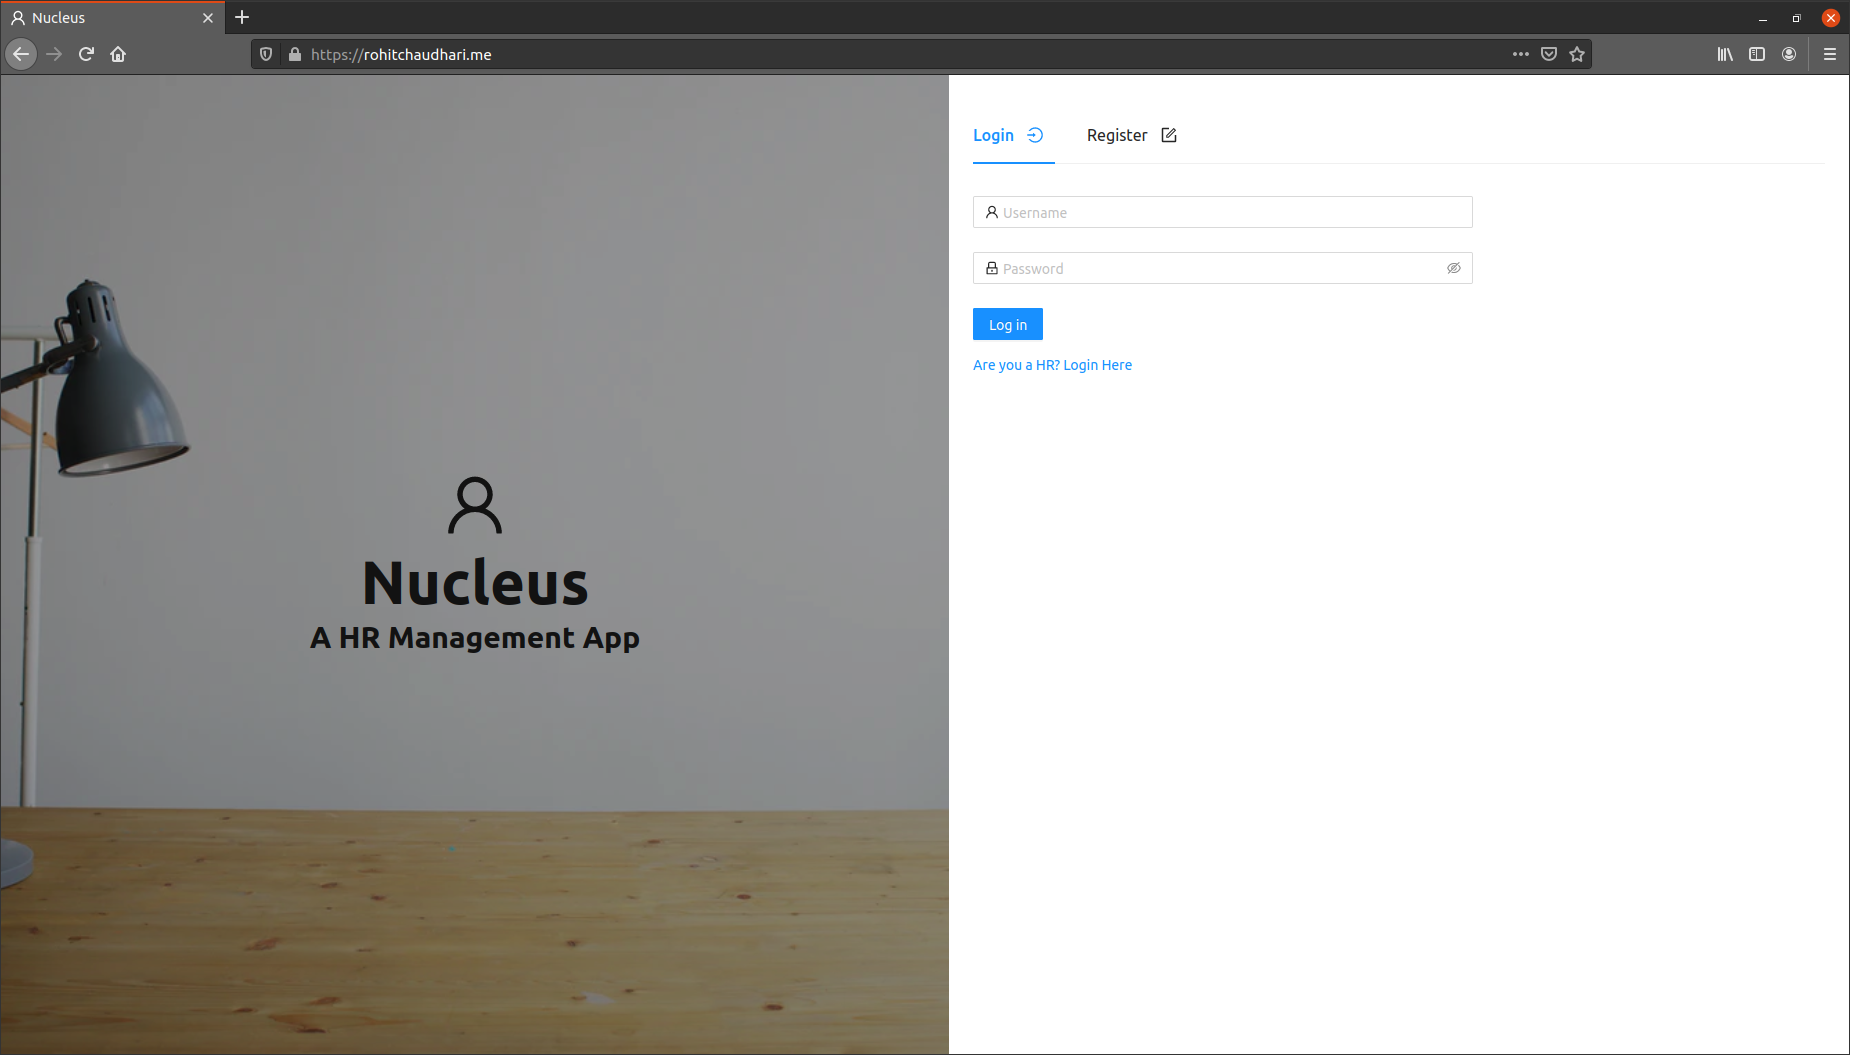 Nucleus
https://rohitchaudhari.me
Login
Register
Username
Password
Log in
Are you a HR? Login Here
Nucleus
A HR Management App